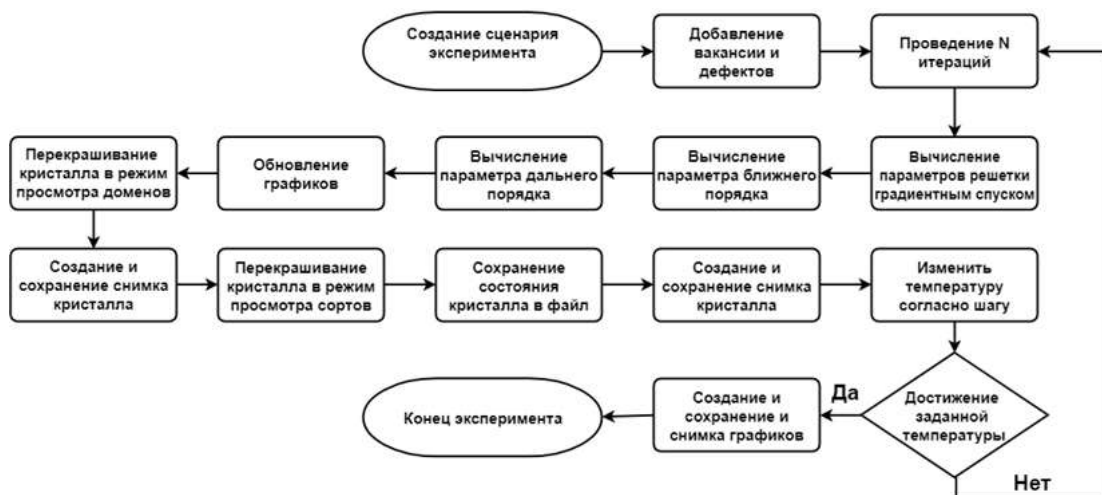 Создание сценария
эксперимента
Добавление
вакансии и
дефектов
Проведение N
итераций
Вычисление
параметров решетки
градиентным спуском
Вычисление
параметра ближнего
порядка
Вычисление
параметра дальнего
порядка
Обновление
графиков
Перекрашивание
кристалла в режим
просмотра доменов
Создание и
сохранение снимка
кристалла
Перекрашивание
кристалла в режим
просмотра сортов
Сохранение
состояния
кристалла в файл
Создание и
сохранение снимка
кристалла
Изменить
температуру
согласно шагу
Достижение
заданной
температуры
Да
Создание и
сохранение и
снимка графиков
Конец эксперимента
Нет